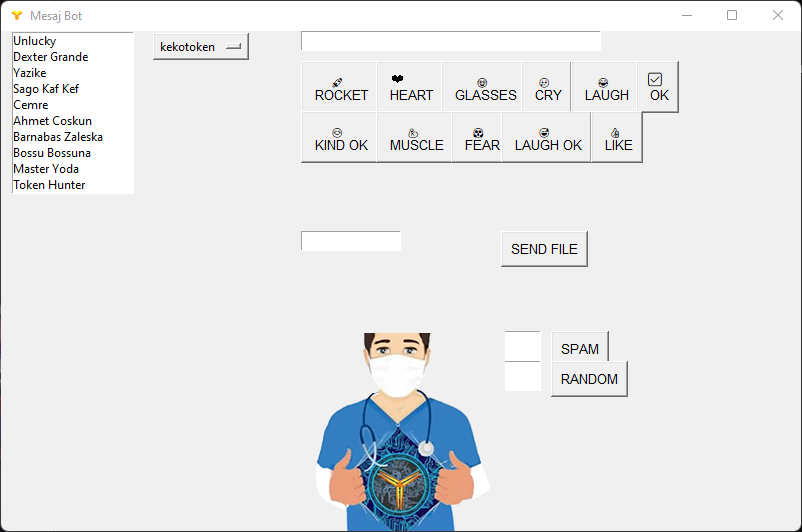 Mesaj Bot
Unlucky
Dexter Grande
Yazike
Sago Kaf Kef
Cemre
Ahmet Coskun
Barnabas Zaleska
Bossu Bossuna
Master Yoda
Token Hunter
kekotoken
🚀 ❤ 🤓 😢 😂 ☑
ROCKET HEART GLASSES CRY LAUGH OK
KIND OK MUSCLE FEAR LAUGH OK LIKE
SEND FILE
SPAM
RANDOM